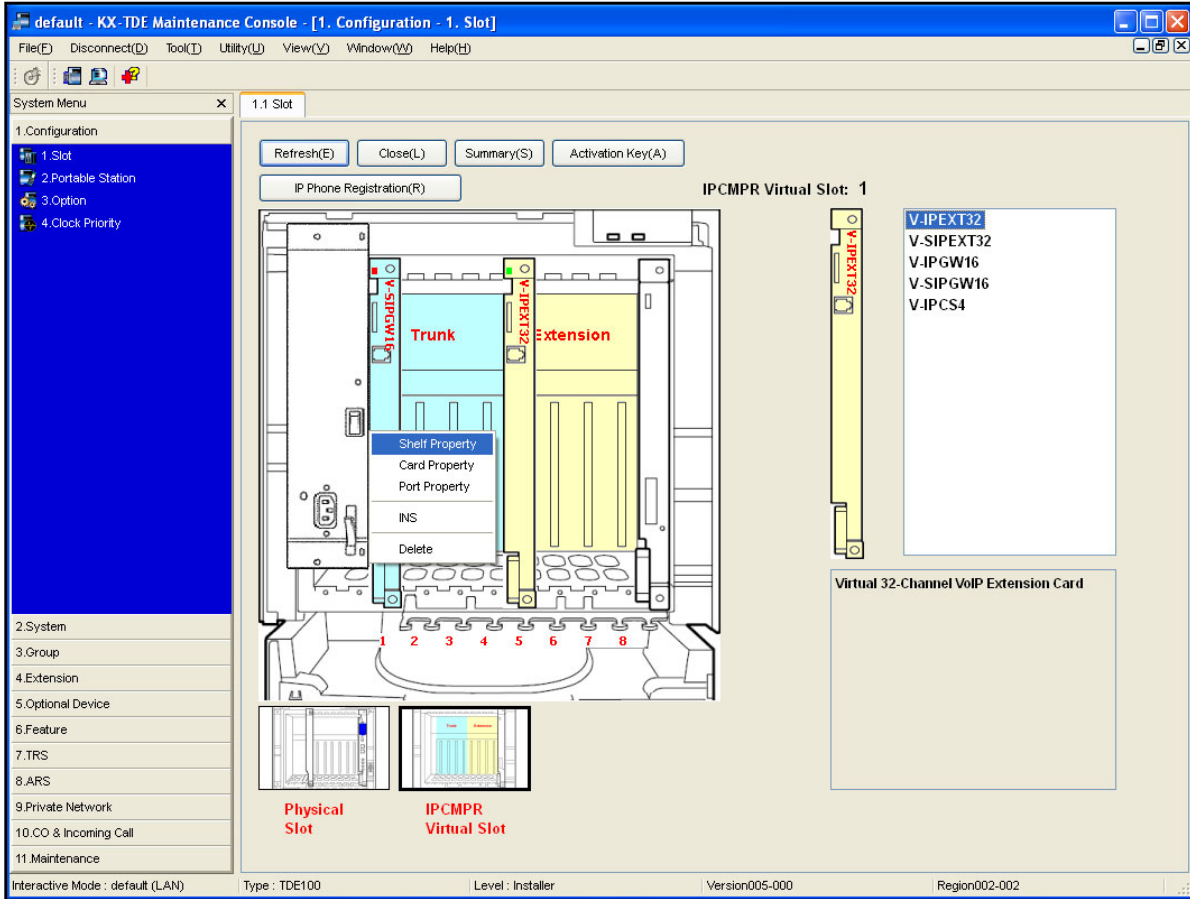 default - KX-TDE Maintenance Console - [1. Configuration - 1. Slot]
File(F) Disconnect(D) Tool(T) Utility(U) View(V) Window(W) Help(H)
System Menu x
1.1 Slot
1.Configuration
1.Slot
2.Portable Station
3.Option
4.Clock Priority
2.System
3.Group
4.Extension
5.Optional Device
6.Feature
7.TRS
8.ARS
9.Private Network
10.CO & Incoming Call
11.Maintenance
Refresh(E) Close(L) Summary(S) Activation Key(A)
IP Phone Registration(R)
IPCMPR Virtual Slot: 1
V-SIPGW16
Trunk
V-IPEXT32
Extension
Shelf Property
Card Property
Port Property
INS
Delete
1 2 3 4 5 6 7 8
V-IPEXT32
V-IPEXT32
V-SIPEXT32
V-IPGW16
V-SIPGW16
V-IPCS4
Virtual 32-Channel VoIP Extension Card
Trunk Extension
Physical
Slot
IPCMPR
Virtual Slot
Interactive Mode : default (LAN) Type : TDE100 Level : Installer Version005-000 Region002-002